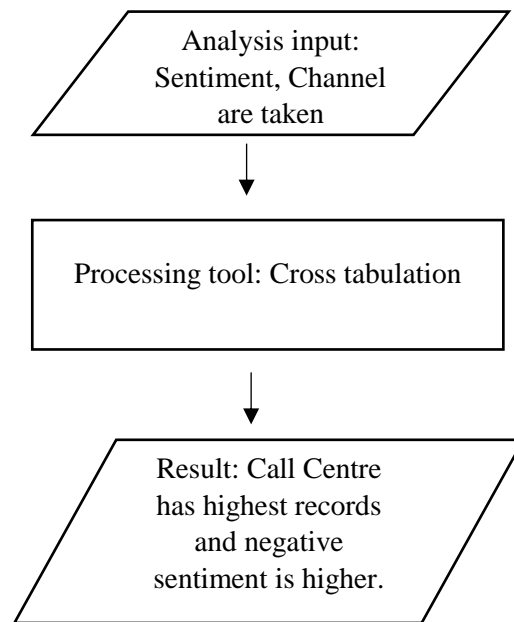 Analysis input:
Sentiment, Channel
are taken
Processing tool: Cross tabulation
Result: Call Centre
has highest records
and negative
sentiment is higher.